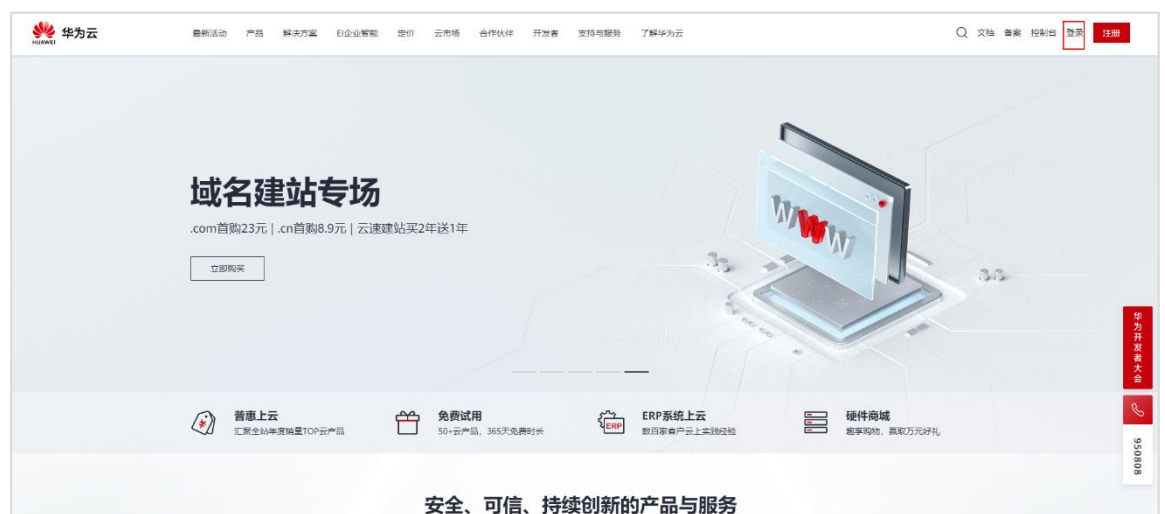 HUAWEI
华为云
最新活动 产品 解决方案 EI企业智能 定价 云市场 合作伙伴 开发者 支持与服务 了解华为云
文档 备案 控制台 登录 注册
域名建站专场
.com首购23元 | .cn首购8.9元 | 云速建站买2年送1年
立即购买
WWW
华为开发者大会
950808
普惠上云
汇聚全站年度销量TOP云产品
免费试用
50+云产品，365天免费时长
ERP
ERP系统上云
数百家客户云上实践经验
硬件商城
趣享购物，赢取万元好礼
安全、可信、持续创新的产品与服务